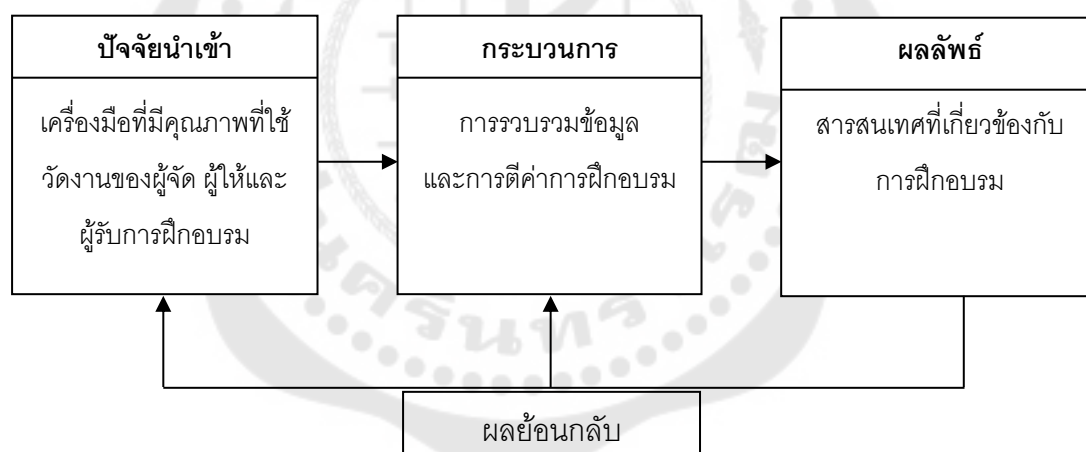 ปัจจัยนำเข้า
เครื่องมือที่มีคุณภาพที่ใช้
วัดงานของผู้จัด ผู้ให้และ
ผู้รับการฝึกอบรม
กระบวนการ
การรวบรวมข้อมูล
และการตีค่าการฝึกอบรม
ผลลัพธ์
สารสนเทศที่เกี่ยวข้องกับ
การฝึกอบรม
ผลย้อนกลับ